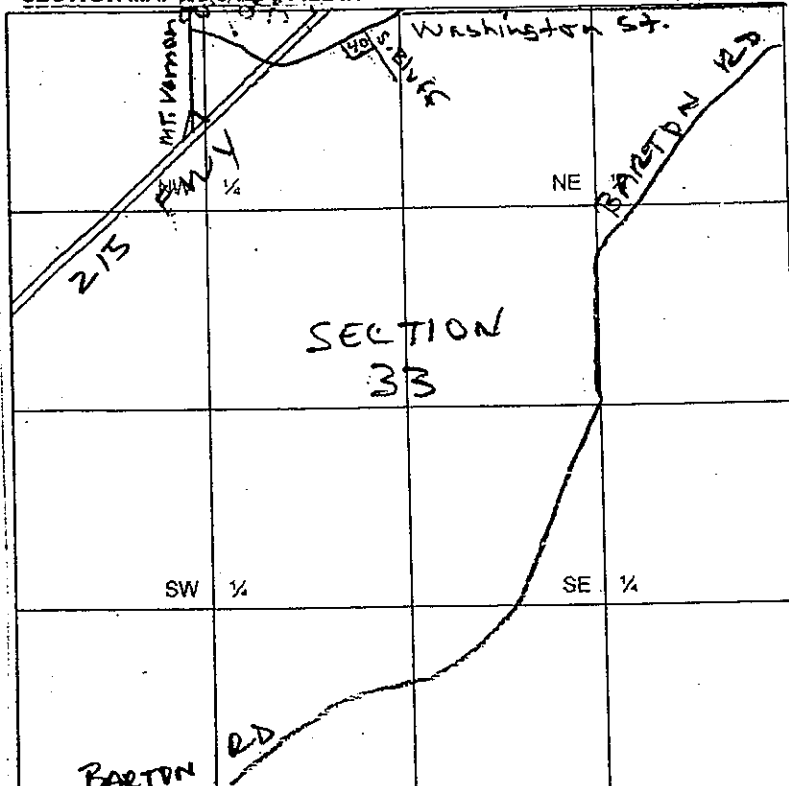 Washington St.
40
S. Bluff
MT. Vernon
BARTON RD
NW ¼
FWY
NE ¼
215
SECTION
33
SW ¼
SE ¼
BARTON RD